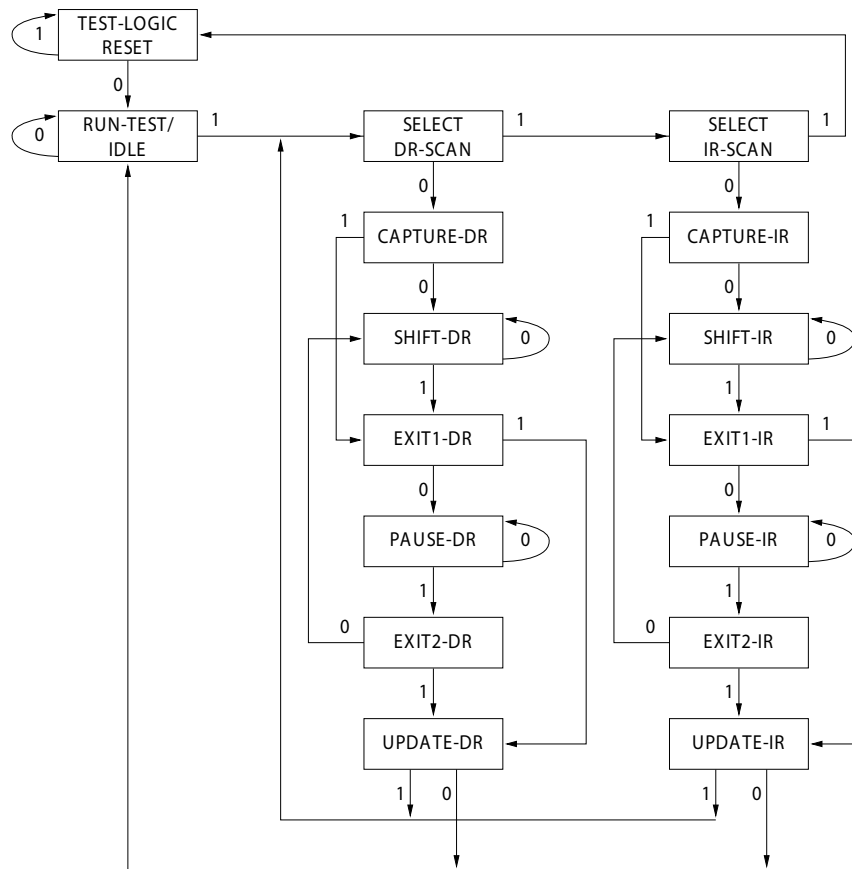 TEST-LOGIC
RESET
1
0
RUN-TEST/
IDLE
0
1
SELECT
DR-SCAN
1
SELECT
IR-SCAN
1
0
0
1
CAPTURE-DR
1
CAPTURE-IR
0
0
SHIFT-DR
0
SHIFT-IR
0
1
1
EXIT1-DR
1
EXIT1-IR
1
0
0
PAUSE-DR
0
PAUSE-IR
0
1
1
0
EXIT2-DR
0
EXIT2-IR
1
1
UPDATE-DR
UPDATE-IR
1
0
1
0